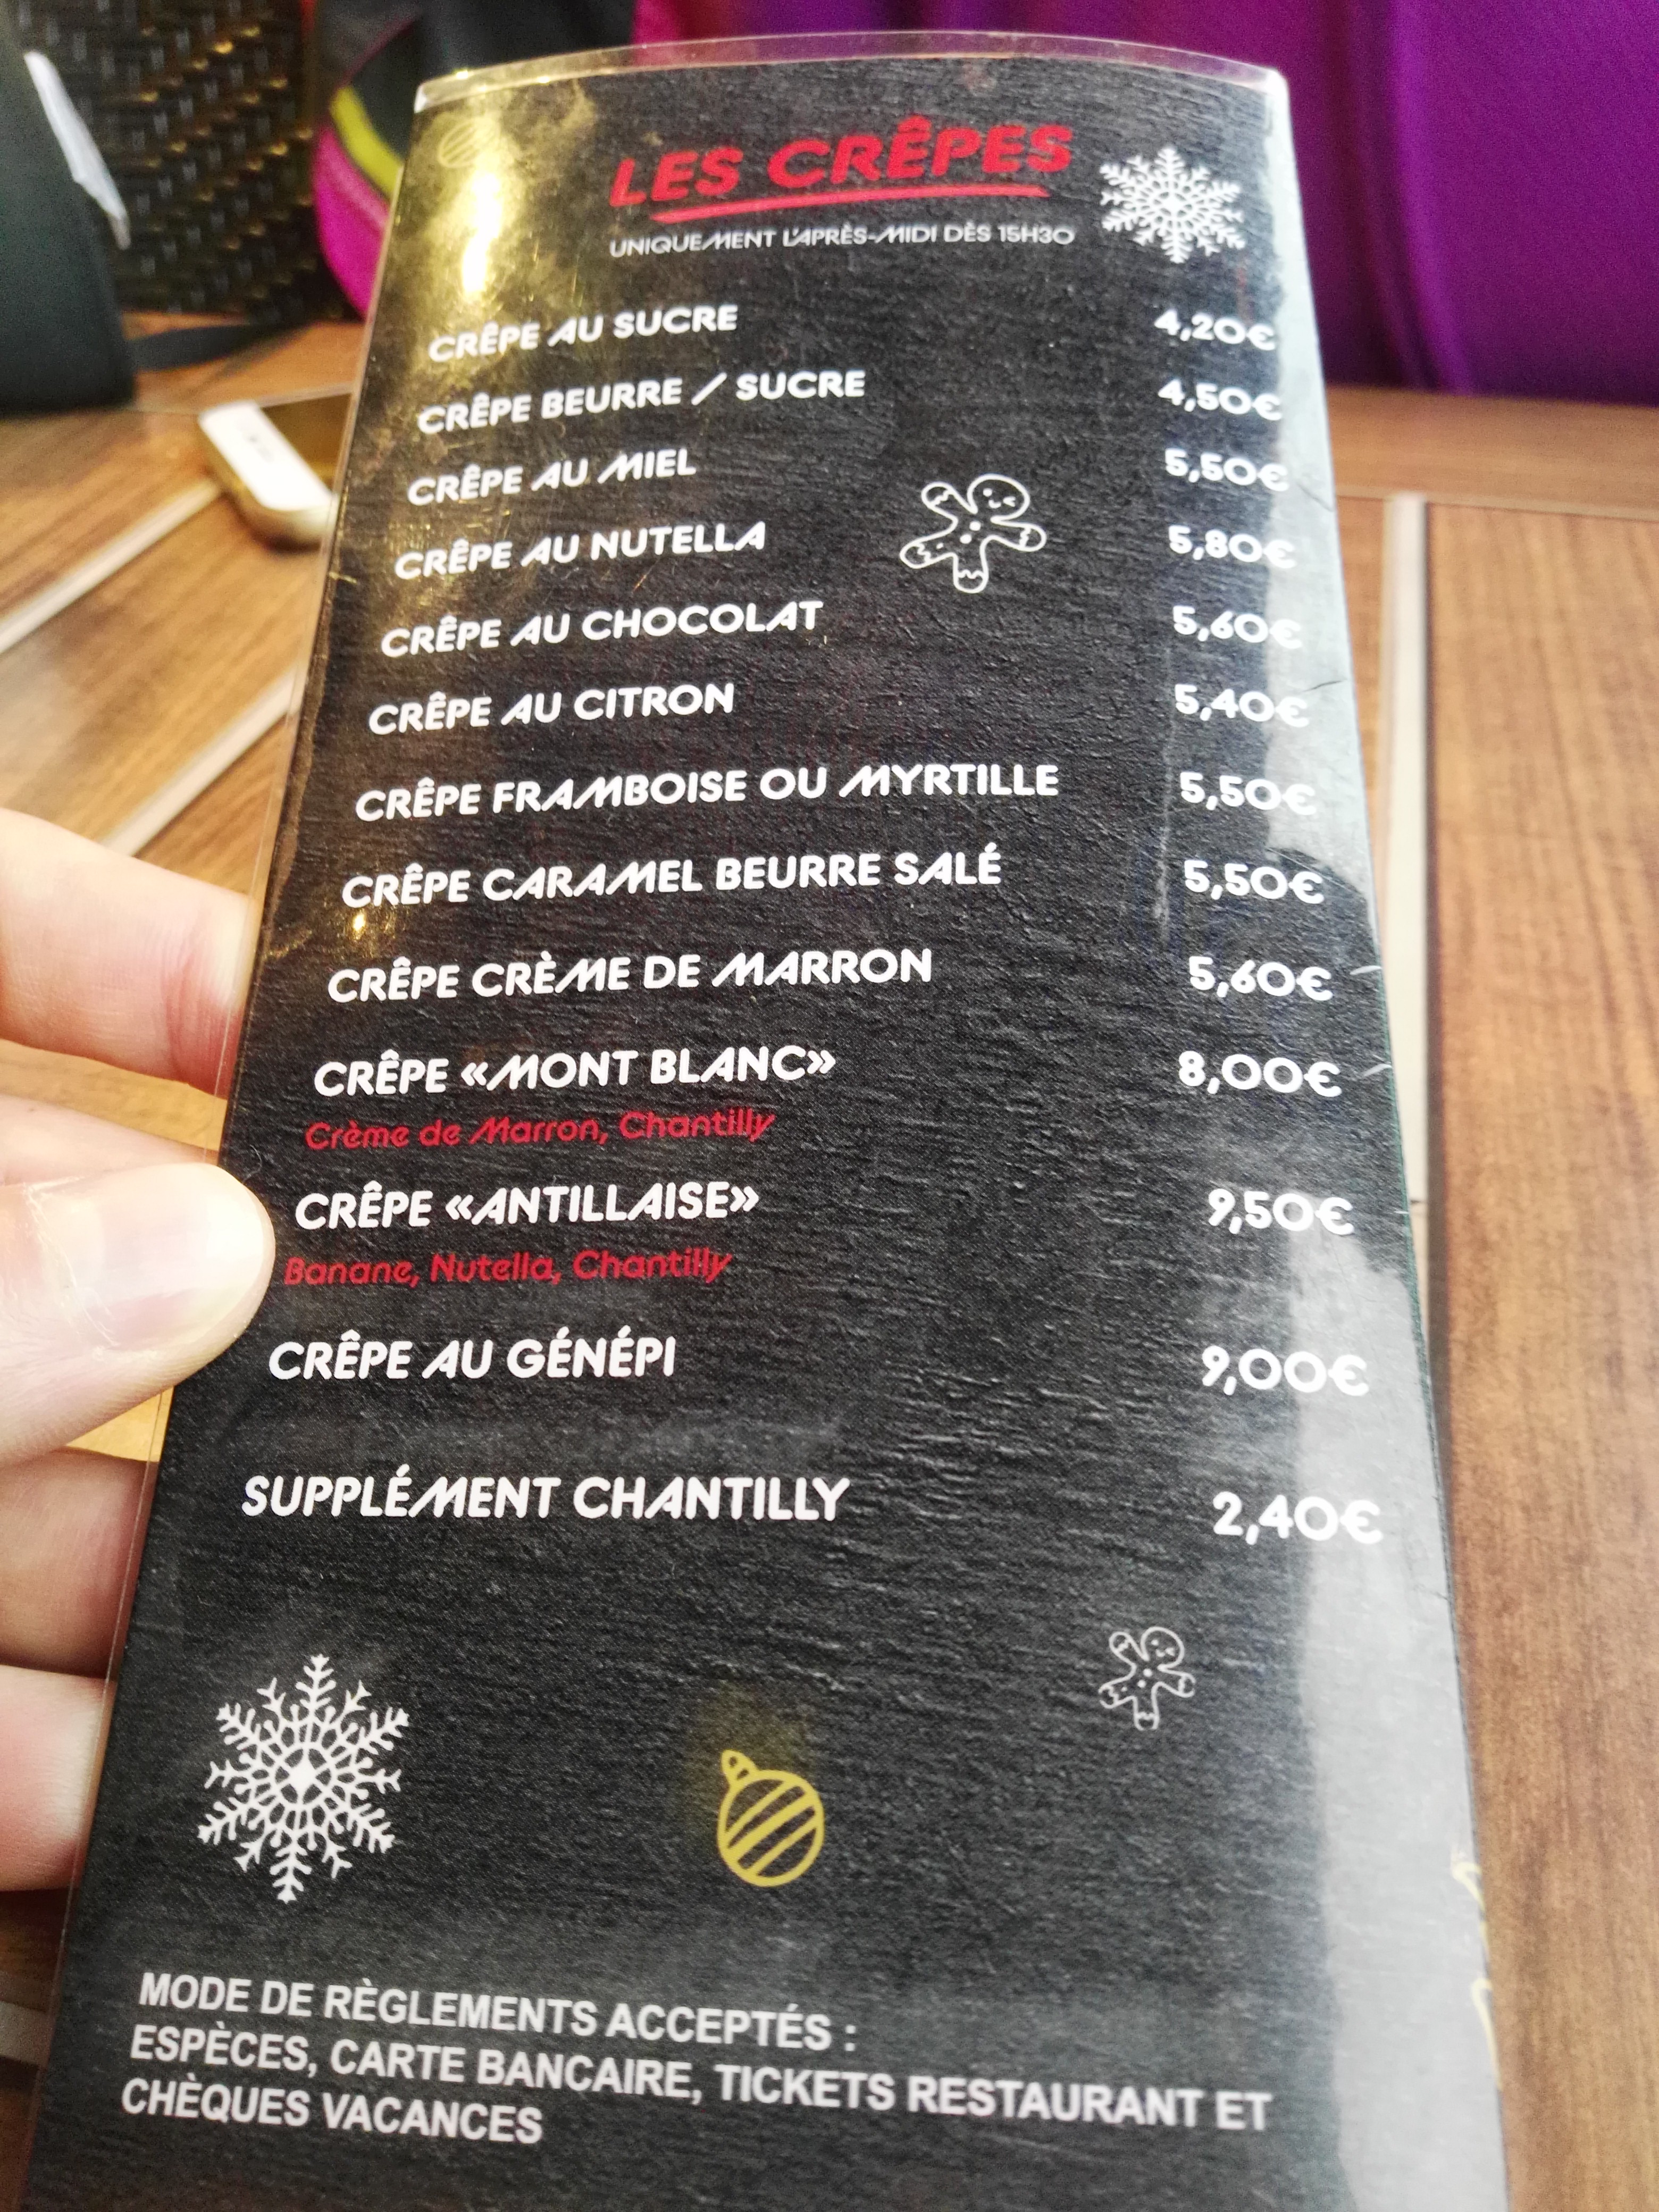 LES CRÊPES
UNIQUEMENT L'APRÈS-MIDI DÈS 15H30
CRÊPE AU SUCRE 4,20€
CRÊPE BEURRE / SUCRE 4,50€
CRÊPE AU MIEL 5,50€
CRÊPE AU NUTELLA 5,80€
CRÊPE AU CHOCOLAT 5,60€
CRÊPE AU CITRON 5,40€
CRÊPE FRAMBOISE OU MYRTILLE 5,50€
CRÊPE CARAMEL BEURRE SALÉ 5,50€
CRÊPE CRÈME DE MARRON 5,60€
CRÊPE «MONT BLANC» 8,00€
Crème de Marron, Chantilly
CRÊPE «ANTILLAISE» 9,50€
Banane, Nutella, Chantilly
CRÊPE AU GÉNÉPI 9,00€
SUPPLÉMENT CHANTILLY 2,40€
MODE DE RÈGLEMENTS ACCEPTÉS :
ESPÈCES, CARTE BANCAIRE, TICKETS RESTAURANT ET
CHÈQUES VACANCES